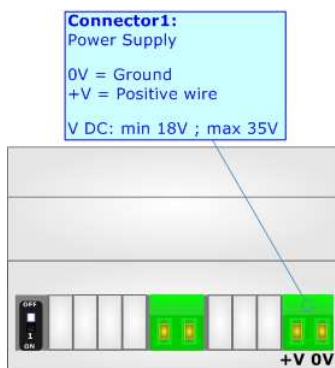 Connector1:
Power Supply
0V = Ground
+V = Positive wire
V DC: min 18V ; max 35V
OFF
1
ON
+V 0V